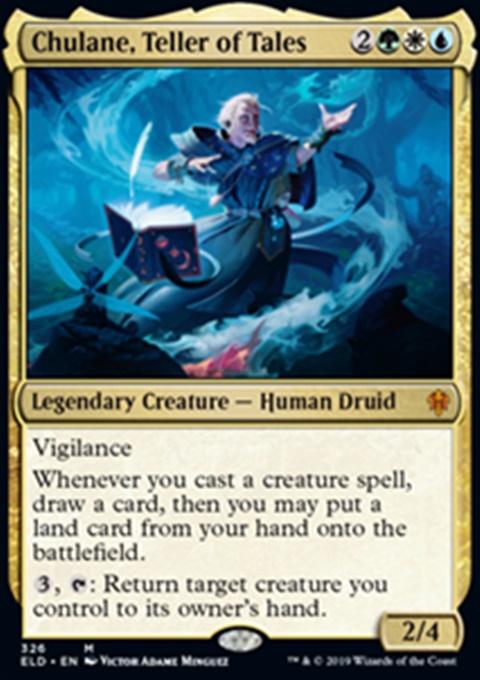 Chulane, Teller of Tales 2
Legendary Creature — Human Druid
Vigilance
Whenever you cast a creature spell,
draw a card, then you may put a
land card from your hand onto the
battlefield.
3, : Return target creature you
control to its owner's hand.
2/4
326 M
ELD • EN Victor Adame Minguez
™ & © 2019 Wizards of the Coast